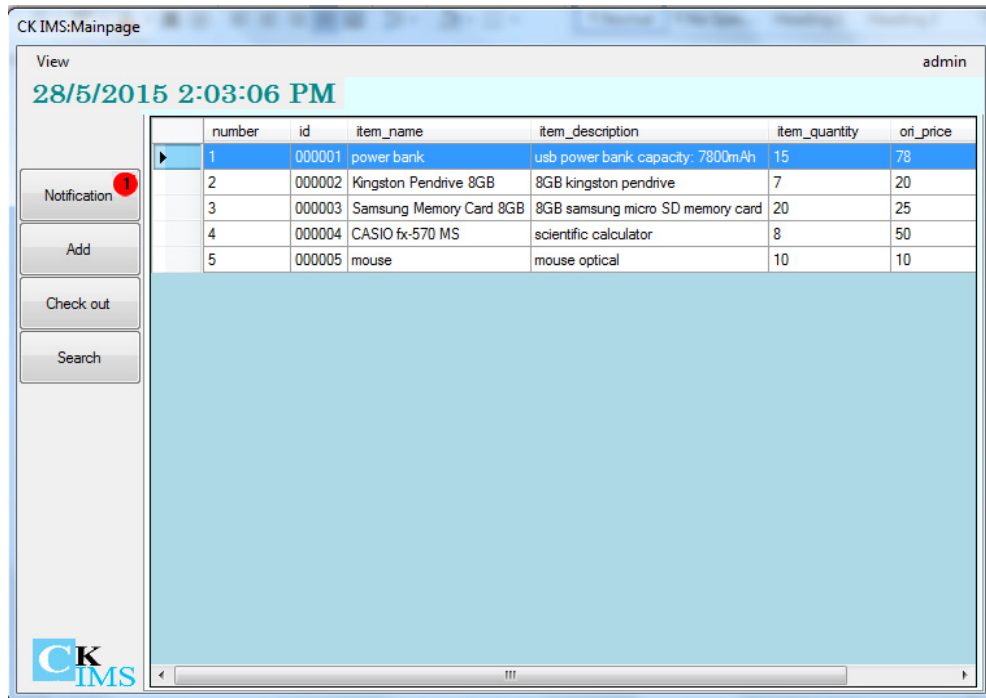 CK IMS:Mainpage
View admin
28/5/2015 2:03:06 PM
number id item_name item_description item_quantity ori_price
1 000001 power bank usb power bank capacity: 7800mAh 15 78
2 000002 Kingston Pendrive 8GB 8GB kingston pendrive 7 20
3 000003 Samsung Memory Card 8GB 8GB samsung micro SD memory card 20 25
4 000004 CASIO fx-570 MS scientific calculator 8 50
5 000005 mouse mouse optical 10 10
Notification 1
Add
Check out
Search
CK
IMS